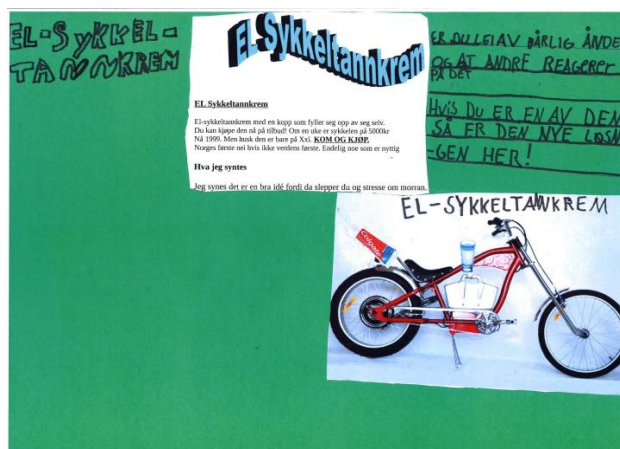 EL-SYKKEL-
TANNKREM
EL Sykkeltannkrem
EL Sykkeltannkrem
El-sykkeltannkrem med en kopp som fyller seg opp av seg selv.
Du kan kjøpe den nå på tilbud! Om en uke er sykkelen på 5000kr
Nå 1999. Men husk den er bare på Xxl. KOM OG KJØP.
Norges første nei hvis ikke verdens første. Endelig noe som er nyttig
Hva jeg syntes
Jeg synes det er en bra idé fordi da slepper du og stresse om morran.
ER DU LEI AV DÅRLIG ÅNDE
OG AT ANDRE REAGERER
PÅ DET
HVIS DU ER EN AV DEN
SÅ ER DEN NYE LØSN
-GEN HER!
EL-SYKKELTANNKREM
Colgate